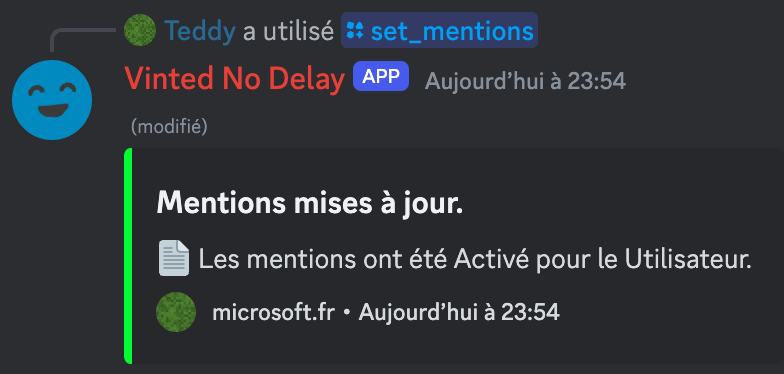 Teddy a utilisé set_mentions
Vinted No Delay APP Aujourd'hui à 23:54
(modifié)
Mentions mises à jour.
Les mentions ont été Activé pour le Utilisateur.
microsoft.fr • Aujourd'hui à 23:54